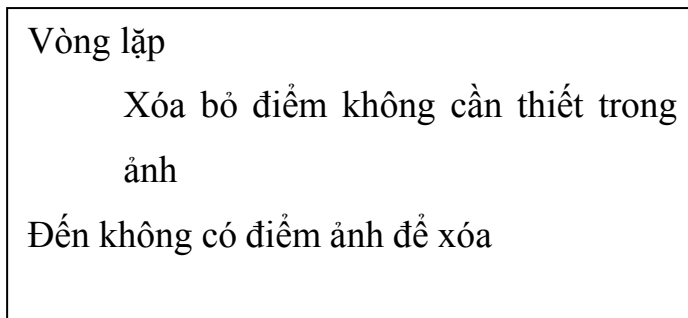 Vòng lặp
Xóa bỏ điểm không cần thiết trong
ảnh
Đến không có điểm ảnh để xóa